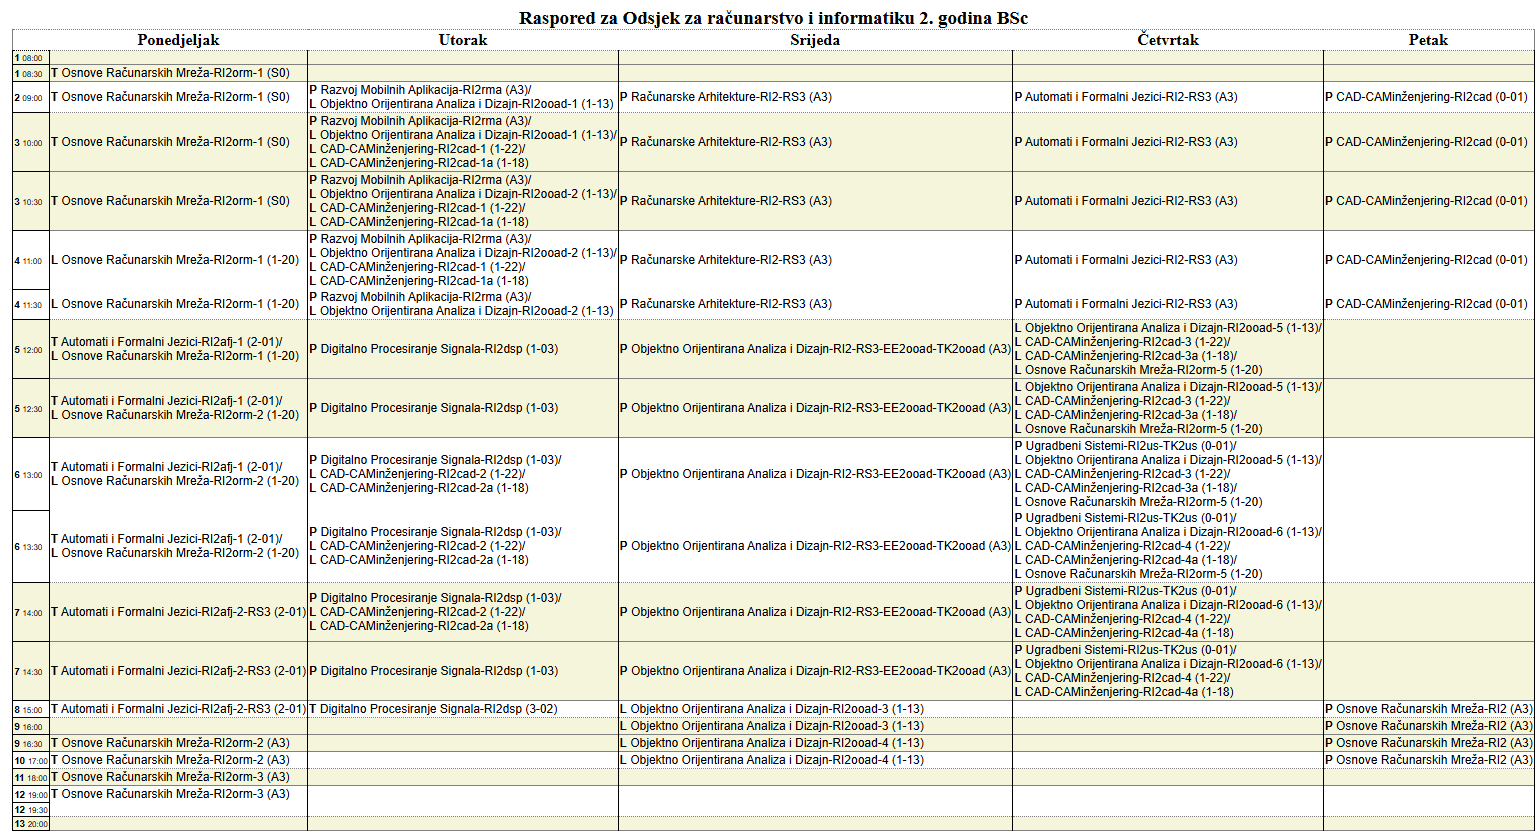 Raspored za Odsjek za računarstvo i informatiku 2. godina BSc
Ponedjeljak Utorak Srijeda Četvrtak Petak
1 08:00
1 08:30
T Osnove Računarskih Mreža-RI2orm-1 (S0)
2 09:00
T Osnove Računarskih Mreža-RI2orm-1 (S0)
P Razvoj Mobilnih Aplikacija-RI2rma (A3)/
L Objektno Orijentirana Analiza i Dizajn-RI2ooad-1 (1-13)
P Računarske Arhitekture-RI2-RS3 (A3)
P Automati i Formalni Jezici-RI2-RS3 (A3)
P CAD-CAMinženjering-RI2cad (0-01)
3 10:00
T Osnove Računarskih Mreža-RI2orm-1 (S0)
P Razvoj Mobilnih Aplikacija-RI2rma (A3)/
L Objektno Orijentirana Analiza i Dizajn-RI2ooad-1 (1-13)/
L CAD-CAMinženjering-RI2cad-1 (1-22)/
L CAD-CAMinženjering-RI2cad-1a (1-18)
P Računarske Arhitekture-RI2-RS3 (A3)
P Automati i Formalni Jezici-RI2-RS3 (A3)
P CAD-CAMinženjering-RI2cad (0-01)
3 10:30
T Osnove Računarskih Mreža-RI2orm-1 (S0)
P Razvoj Mobilnih Aplikacija-RI2rma (A3)/
L Objektno Orijentirana Analiza i Dizajn-RI2ooad-2 (1-13)/
L CAD-CAMinženjering-RI2cad-1 (1-22)/
L CAD-CAMinženjering-RI2cad-1a (1-18)
P Računarske Arhitekture-RI2-RS3 (A3)
P Automati i Formalni Jezici-RI2-RS3 (A3)
P CAD-CAMinženjering-RI2cad (0-01)
4 11:00
L Osnove Računarskih Mreža-RI2orm-1 (1-20)
P Razvoj Mobilnih Aplikacija-RI2rma (A3)/
L Objektno Orijentirana Analiza i Dizajn-RI2ooad-2 (1-13)/
L CAD-CAMinženjering-RI2cad-1 (1-22)/
L CAD-CAMinženjering-RI2cad-1a (1-18)
P Računarske Arhitekture-RI2-RS3 (A3)
P Automati i Formalni Jezici-RI2-RS3 (A3)
P CAD-CAMinženjering-RI2cad (0-01)
4 11:30
L Osnove Računarskih Mreža-RI2orm-1 (1-20)
P Razvoj Mobilnih Aplikacija-RI2rma (A3)/
L Objektno Orijentirana Analiza i Dizajn-RI2ooad-2 (1-13)
P Računarske Arhitekture-RI2-RS3 (A3)
P Automati i Formalni Jezici-RI2-RS3 (A3)
P CAD-CAMinženjering-RI2cad (0-01)
5 12:00
T Automati i Formalni Jezici-RI2afj-1 (2-01)/
L Osnove Računarskih Mreža-RI2orm-1 (1-20)
P Digitalno Procesiranje Signala-RI2dsp (1-03)
P Objektno Orijentirana Analiza i Dizajn-RI2-RS3-EE2ooad-TK2ooad (A3)
L Objektno Orijentirana Analiza i Dizajn-RI2ooad-5 (1-13)/
L CAD-CAMinženjering-RI2cad-3 (1-22)/
L CAD-CAMinženjering-RI2cad-3a (1-18)/
L Osnove Računarskih Mreža-RI2orm-5 (1-20)
5 12:30
T Automati i Formalni Jezici-RI2afj-1 (2-01)/
L Osnove Računarskih Mreža-RI2orm-2 (1-20)
P Digitalno Procesiranje Signala-RI2dsp (1-03)
P Objektno Orijentirana Analiza i Dizajn-RI2-RS3-EE2ooad-TK2ooad (A3)
L Objektno Orijentirana Analiza i Dizajn-RI2ooad-5 (1-13)/
L CAD-CAMinženjering-RI2cad-3 (1-22)/
L CAD-CAMinženjering-RI2cad-3a (1-18)/
L Osnove Računarskih Mreža-RI2orm-5 (1-20)
6 13:00
T Automati i Formalni Jezici-RI2afj-1 (2-01)/
L Osnove Računarskih Mreža-RI2orm-2 (1-20)
P Digitalno Procesiranje Signala-RI2dsp (1-03)/
L CAD-CAMinženjering-RI2cad-2 (1-22)/
L CAD-CAMinženjering-RI2cad-2a (1-18)
P Objektno Orijentirana Analiza i Dizajn-RI2-RS3-EE2ooad-TK2ooad (A3)
P Ugradbeni Sistemi-RI2us-TK2us (0-01)/
L Objektno Orijentirana Analiza i Dizajn-RI2ooad-5 (1-13)/
L CAD-CAMinženjering-RI2cad-3 (1-22)/
L CAD-CAMinženjering-RI2cad-3a (1-18)/
L Osnove Računarskih Mreža-RI2orm-5 (1-20)
6 13:30
T Automati i Formalni Jezici-RI2afj-1 (2-01)/
L Osnove Računarskih Mreža-RI2orm-2 (1-20)
P Digitalno Procesiranje Signala-RI2dsp (1-03)/
L CAD-CAMinženjering-RI2cad-2 (1-22)/
L CAD-CAMinženjering-RI2cad-2a (1-18)
P Objektno Orijentirana Analiza i Dizajn-RI2-RS3-EE2ooad-TK2ooad (A3)
P Ugradbeni Sistemi-RI2us-TK2us (0-01)/
L Objektno Orijentirana Analiza i Dizajn-RI2ooad-6 (1-13)/
L CAD-CAMinženjering-RI2cad-4 (1-22)/
L CAD-CAMinženjering-RI2cad-4a (1-18)/
L Osnove Računarskih Mreža-RI2orm-5 (1-20)
7 14:00
T Automati i Formalni Jezici-RI2afj-2-RS3 (2-01)
P Digitalno Procesiranje Signala-RI2dsp (1-03)/
L CAD-CAMinženjering-RI2cad-2 (1-22)/
L CAD-CAMinženjering-RI2cad-2a (1-18)
P Objektno Orijentirana Analiza i Dizajn-RI2-RS3-EE2ooad-TK2ooad (A3)
P Ugradbeni Sistemi-RI2us-TK2us (0-01)/
L Objektno Orijentirana Analiza i Dizajn-RI2ooad-6 (1-13)/
L CAD-CAMinženjering-RI2cad-4 (1-22)/
L CAD-CAMinženjering-RI2cad-4a (1-18)
7 14:30
T Automati i Formalni Jezici-RI2afj-2-RS3 (2-01)
P Digitalno Procesiranje Signala-RI2dsp (1-03)
P Objektno Orijentirana Analiza i Dizajn-RI2-RS3-EE2ooad-TK2ooad (A3)
P Ugradbeni Sistemi-RI2us-TK2us (0-01)/
L Objektno Orijentirana Analiza i Dizajn-RI2ooad-6 (1-13)/
L CAD-CAMinženjering-RI2cad-4 (1-22)/
L CAD-CAMinženjering-RI2cad-4a (1-18)
8 15:00
T Automati i Formalni Jezici-RI2afj-2-RS3 (2-01)
T Digitalno Procesiranje Signala-RI2dsp (3-02)
L Objektno Orijentirana Analiza i Dizajn-RI2ooad-3 (1-13)
P Osnove Računarskih Mreža-RI2 (A3)
9 16:00
L Objektno Orijentirana Analiza i Dizajn-RI2ooad-3 (1-13)
P Osnove Računarskih Mreža-RI2 (A3)
9 16:30
T Osnove Računarskih Mreža-RI2orm-2 (A3)
L Objektno Orijentirana Analiza i Dizajn-RI2ooad-4 (1-13)
P Osnove Računarskih Mreža-RI2 (A3)
10 17:00
T Osnove Računarskih Mreža-RI2orm-2 (A3)
L Objektno Orijentirana Analiza i Dizajn-RI2ooad-4 (1-13)
P Osnove Računarskih Mreža-RI2 (A3)
11 18:00
T Osnove Računarskih Mreža-RI2orm-3 (A3)
12 19:00
T Osnove Računarskih Mreža-RI2orm-3 (A3)
12 19:30
13 20:00